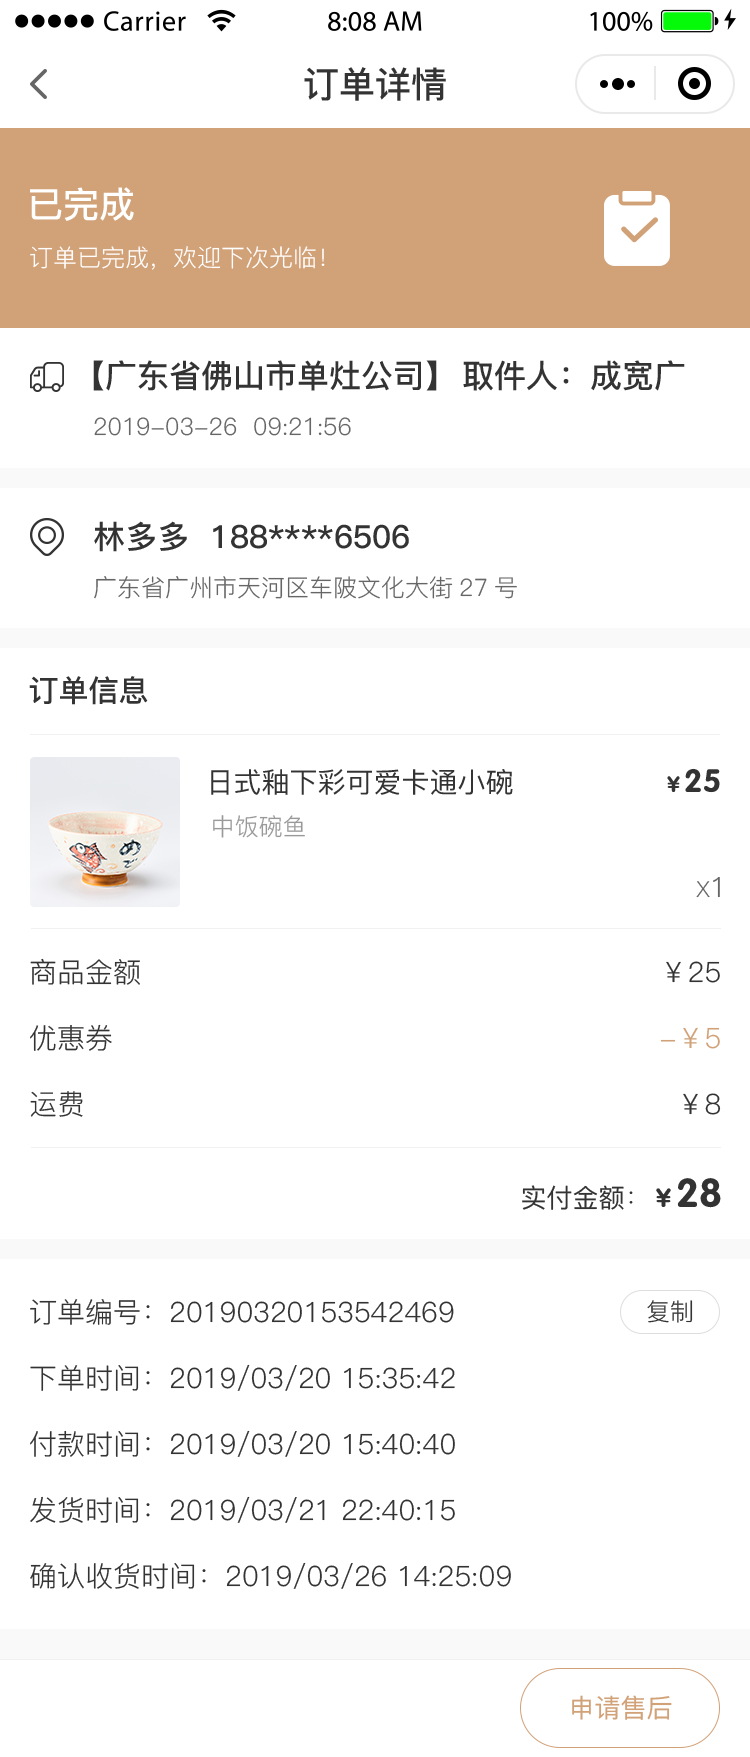 ●●●●● Carrier 8:08 AM 100%
订单详情
已完成
订单已完成，欢迎下次光临！
【广东省佛山市单灶公司】 取件人：成宽广
2019-03-26 09:21:56
林多多 188****6506
广东省广州市天河区车陂文化大街 27 号
订单信息
日式釉下彩可爱卡通小碗 ¥25
中饭碗鱼
x1
商品金额 ¥25
优惠券 -¥5
运费 ¥8
实付金额： ¥28
订单编号：20190320153542469 复制
下单时间：2019/03/20 15:35:42
付款时间：2019/03/20 15:40:40
发货时间：2019/03/21 22:40:15
确认收货时间：2019/03/26 14:25:09
申请售后